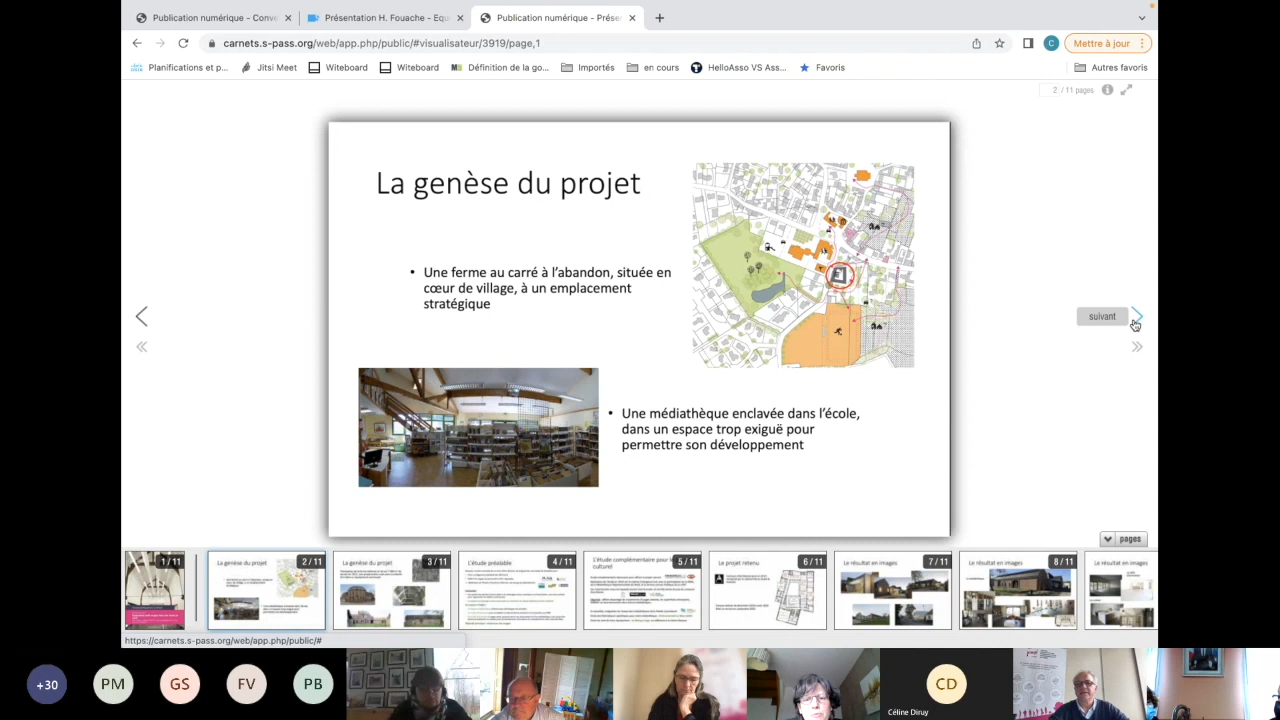 Publication numérique - Conve
Présentation H. Fouache - Equ
Publication numérique - Prése
carnets.s-pass.org/web/app.php/public/#visualisateur/3919/page,1
C
Mettre à jour
Planifications et p...
Jitsi Meet
Witeboard
Witeboard
Définition de la go...
Importés
en cours
HelloAsso VS Ass...
Favoris
Autres favoris
2 / 11 pages
La genèse du projet
• Une ferme au carré à l'abandon, située en
cœur de village, à un emplacement
stratégique
suivant
• Une médiathèque enclavée dans l'école,
dans un espace trop exiguë pour
permettre son développement
pages
1 / 11
La genèse du projet
2 / 11
La genèse du projet
3 / 11
L'étude préalable
4 / 11
L'étude complémentaire pour le
culturel
5 / 11
Le projet retenu
6 / 11
Le résultat en images
7 / 11
Le résultat en images
8 / 11
Le résultat en images
https://carnets.s-pass.org/web/app.php/public/#
+30
PM
GS
FV
PB
CD
Céline Diruy